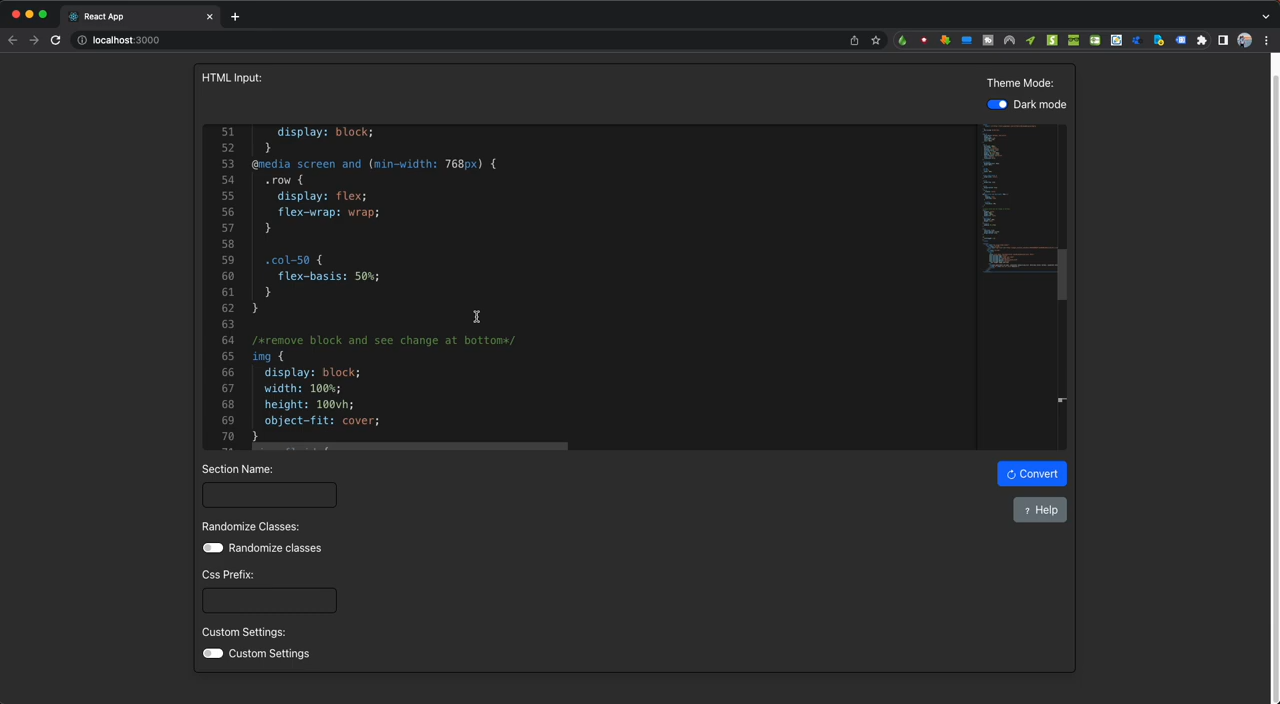 React App
localhost:3000
HTML Input:
Theme Mode:
Dark mode
51 display: block;
52 }
53 @media screen and (min-width: 768px) {
54 .row {
55 display: flex;
56 flex-wrap: wrap;
57 }
58
59 .col-50 {
60 flex-basis: 50%;
61 }
62 }
63
64 /*remove block and see change at bottom*/
65 img {
66 display: block;
67 width: 100%;
68 height: 100vh;
69 object-fit: cover;
70 }
Section Name:
Convert
? Help
Randomize Classes:
Randomize classes
Css Prefix:
Custom Settings:
Custom Settings